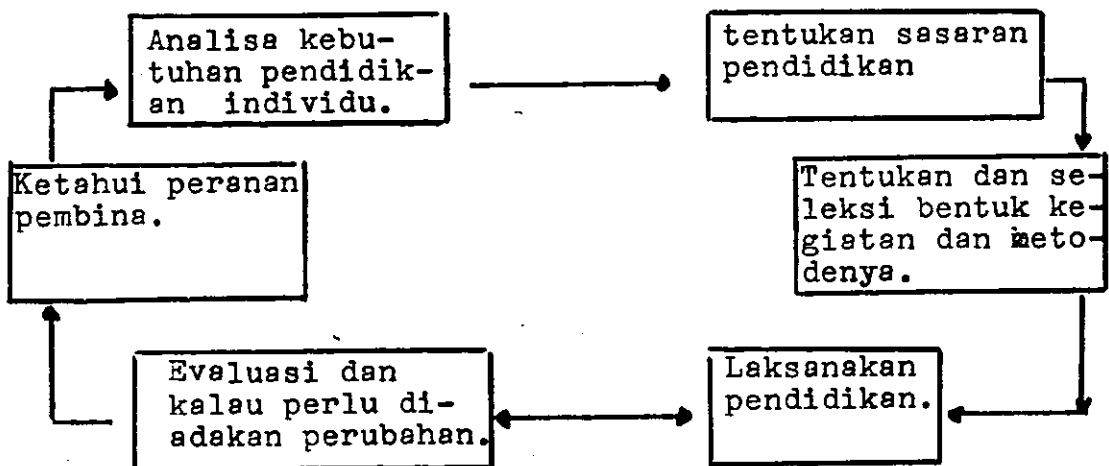 Analisa kebu-
tuhan pendidik-
an individu.
tentukan sasaran
pendidikan
Tentukan dan se-
leksi bentuk ke-
giatan dan meto-
denya.
Laksanakan
pendidikan.
Evaluasi dan
kalau perlu di-
adakan perubahan.
Ketahui peranan
pembina.